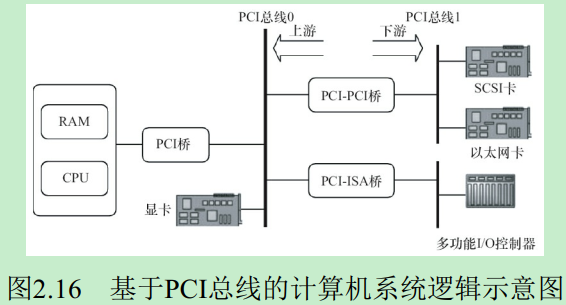 PCI总线0
PCI总线1
上游
下游
SCSI卡
PCI-PCI桥
RAM
PCI桥
以太网卡
CPU
PCI-ISA桥
显卡
多功能I/O控制器
图2.16 基于PCI总线的计算机系统逻辑示意图